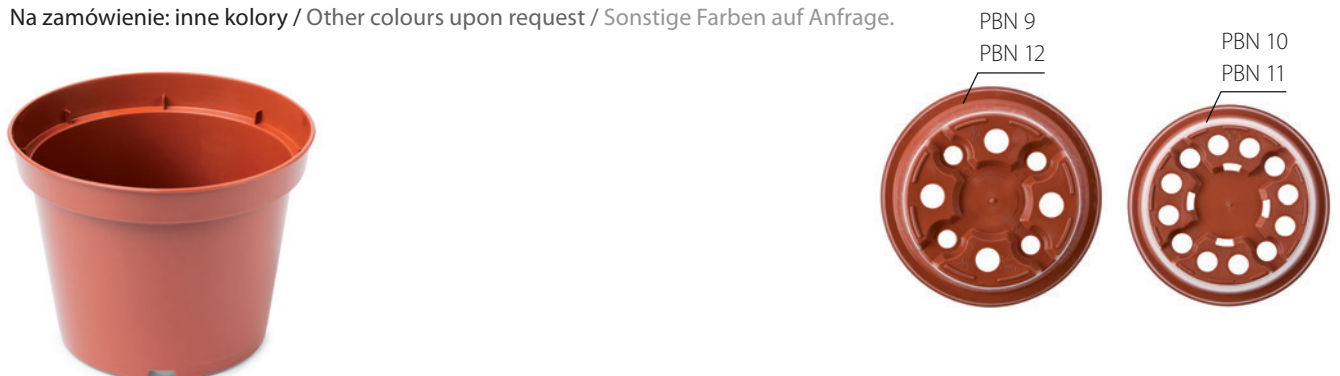 Na zamówienie: inne kolory / Other colours upon request / Sonstige Farben auf Anfrage.
PBN 9
PBN 12
PBN 10
PBN 11